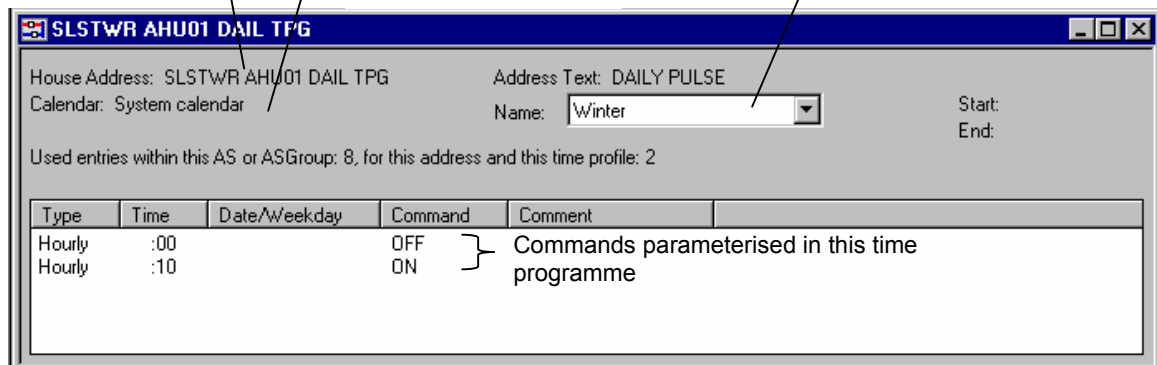 SLSTWR AHU01 DAIL TPG
House Address: SLSTWR AHU01 DAIL TPG Address Text: DAILY PULSE
Calendar: System calendar Name: Winter Start:
End:
Used entries within this AS or ASGroup: 8, for this address and this time profile: 2
Type Time Date/Weekday Command Comment
Hourly :00 OFF Commands parameterised in this time
Hourly :10 ON programme